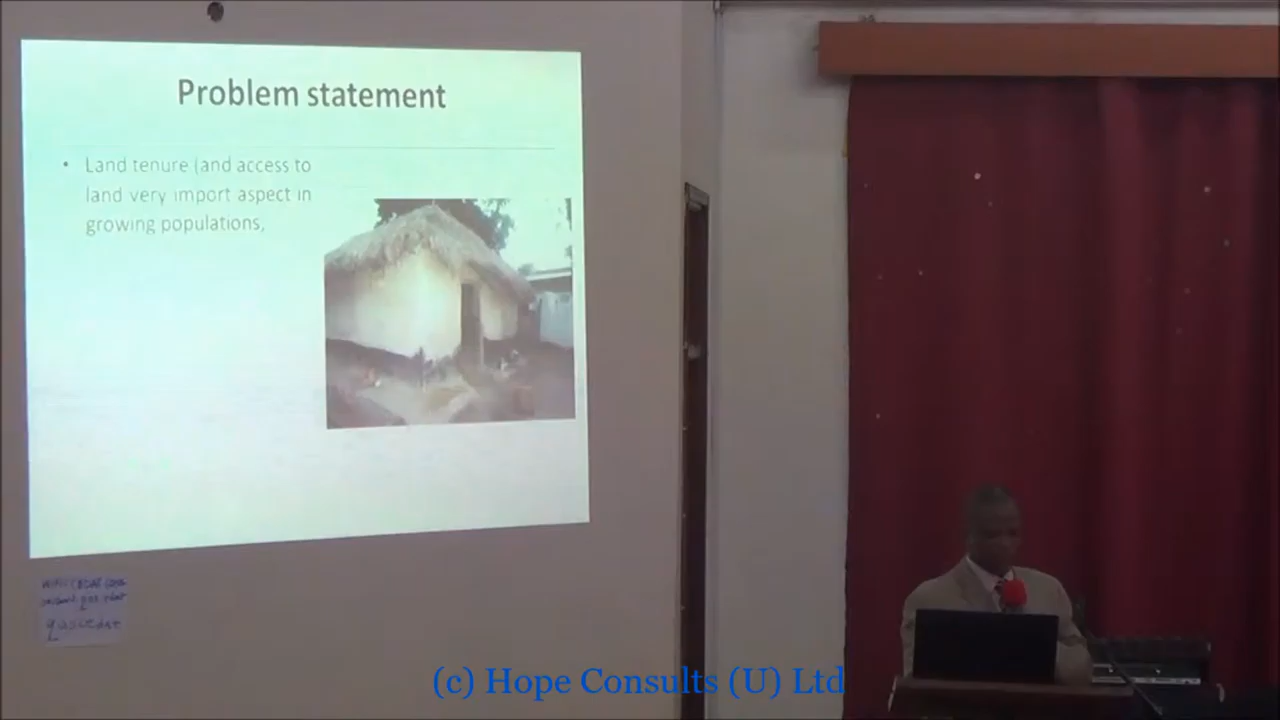 Problem statement
• Land tenure (and access to
land very import aspect in
growing populations,
(c) Hope Consults (U) Ltd